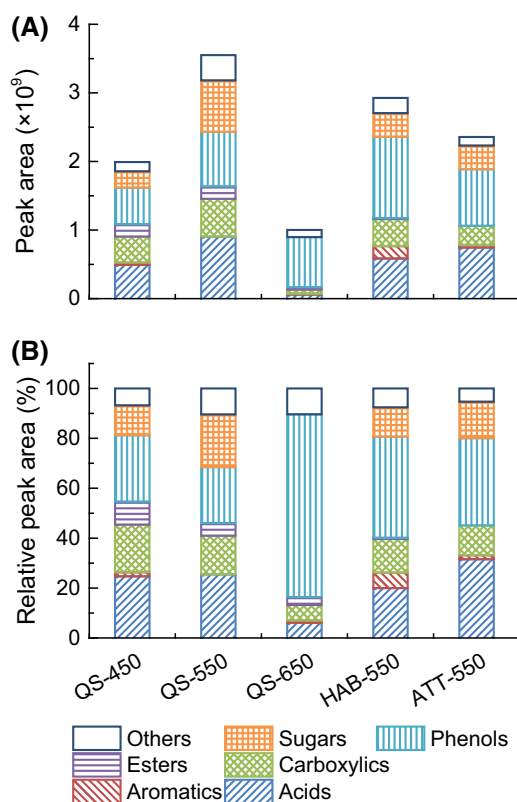 (A)
Peak area (×10⁹)
4
3
2
1
0
(B)
Relative peak area (%)
100
80
60
40
20
0
QS-450
QS-550
QS-650
HAB-550
ATT-550
Others
Sugars
Phenols
Esters
Carboxylics
Aromatics
Acids